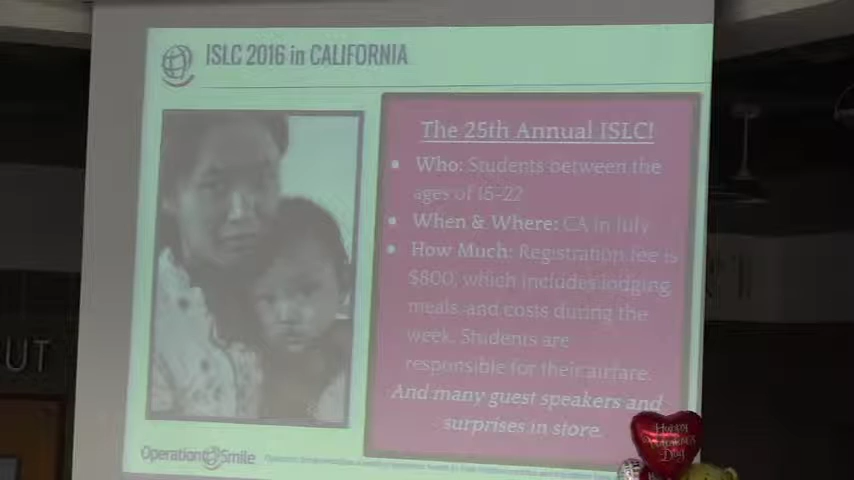 ISLC 2016 in CALIFORNIA
The 25th Annual ISLC!
• Who: Students between the
ages of 15-22
• When & Where: CA in July
• How Much: Registration fee is
$800, which includes lodging,
meals and costs during the
week. Students are
responsible for their airfare.
And many guest speakers and
surprises in store.
Operation Smile
UT
Happy
Valentine's
Day